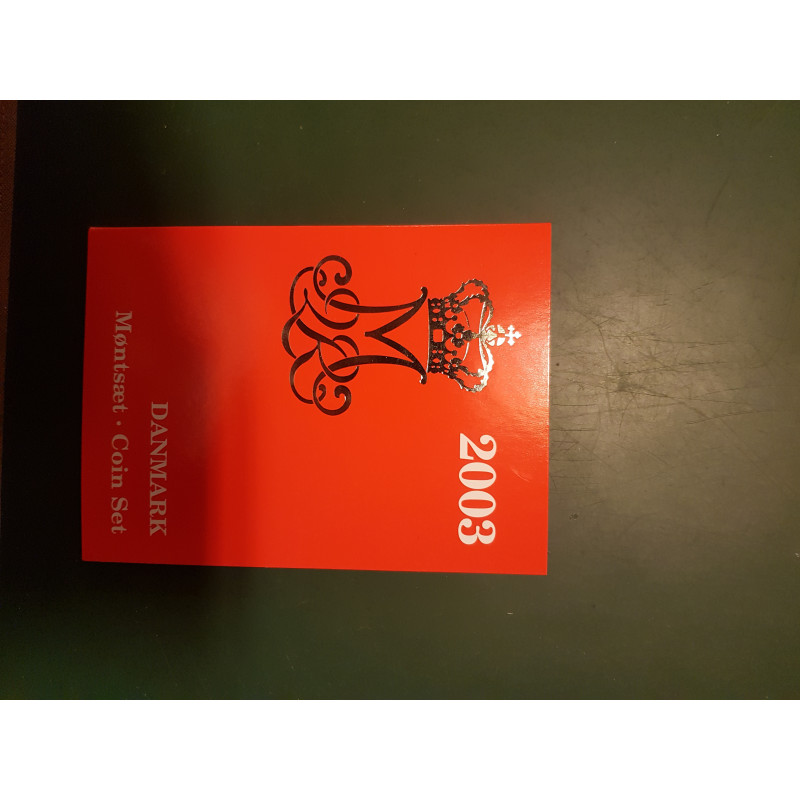 2003
DANMARK
Møntsæt · Coin Set